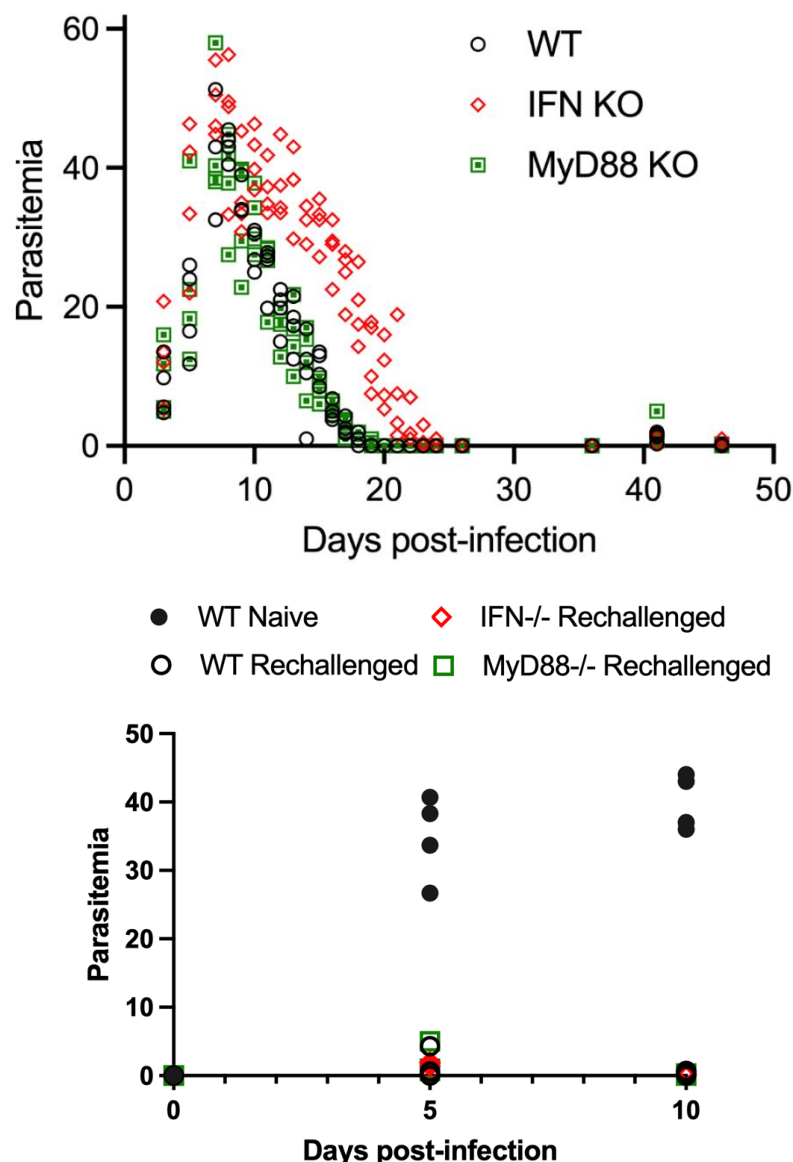 60
40
20
0
Parasitemia
WT
IFN KO
MyD88 KO
0 10 20 30 40 50
Days post-infection
WT Naive IFN-/- Rechallenged
WT Rechallenged MyD88-/- Rechallenged
50
40
30
20
10
0
Parasitemia
0 5 10
Days post-infection